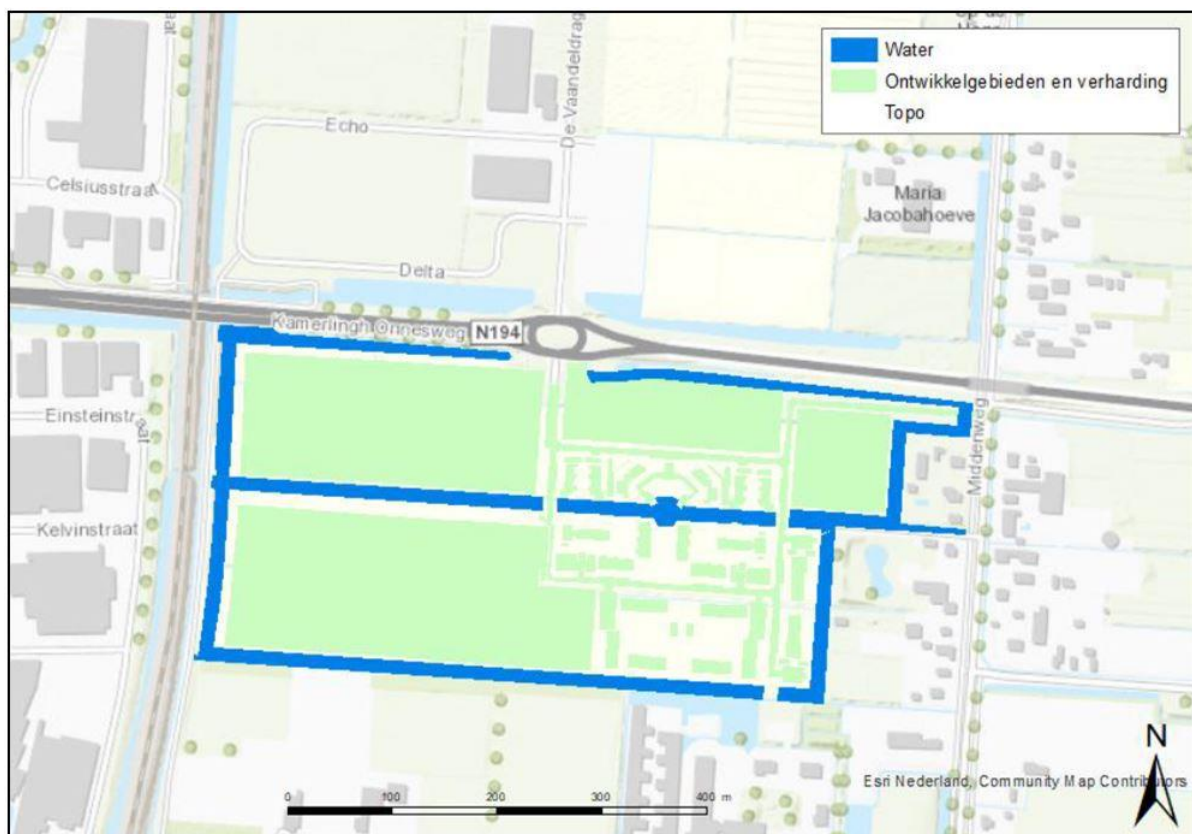 Water
Ontwikkelgebieden en verharding
Topo
De Vaandeldrag
Echo
Celsiusstraat
Maria
Jacobahoeve
Delta
Kamerlingh Onnesweg
N194
Einsteinstraat
Middenweg
Kelvinstraat
N
Esri Nederland, Community Map Contributors
0 100 200 300 400 m